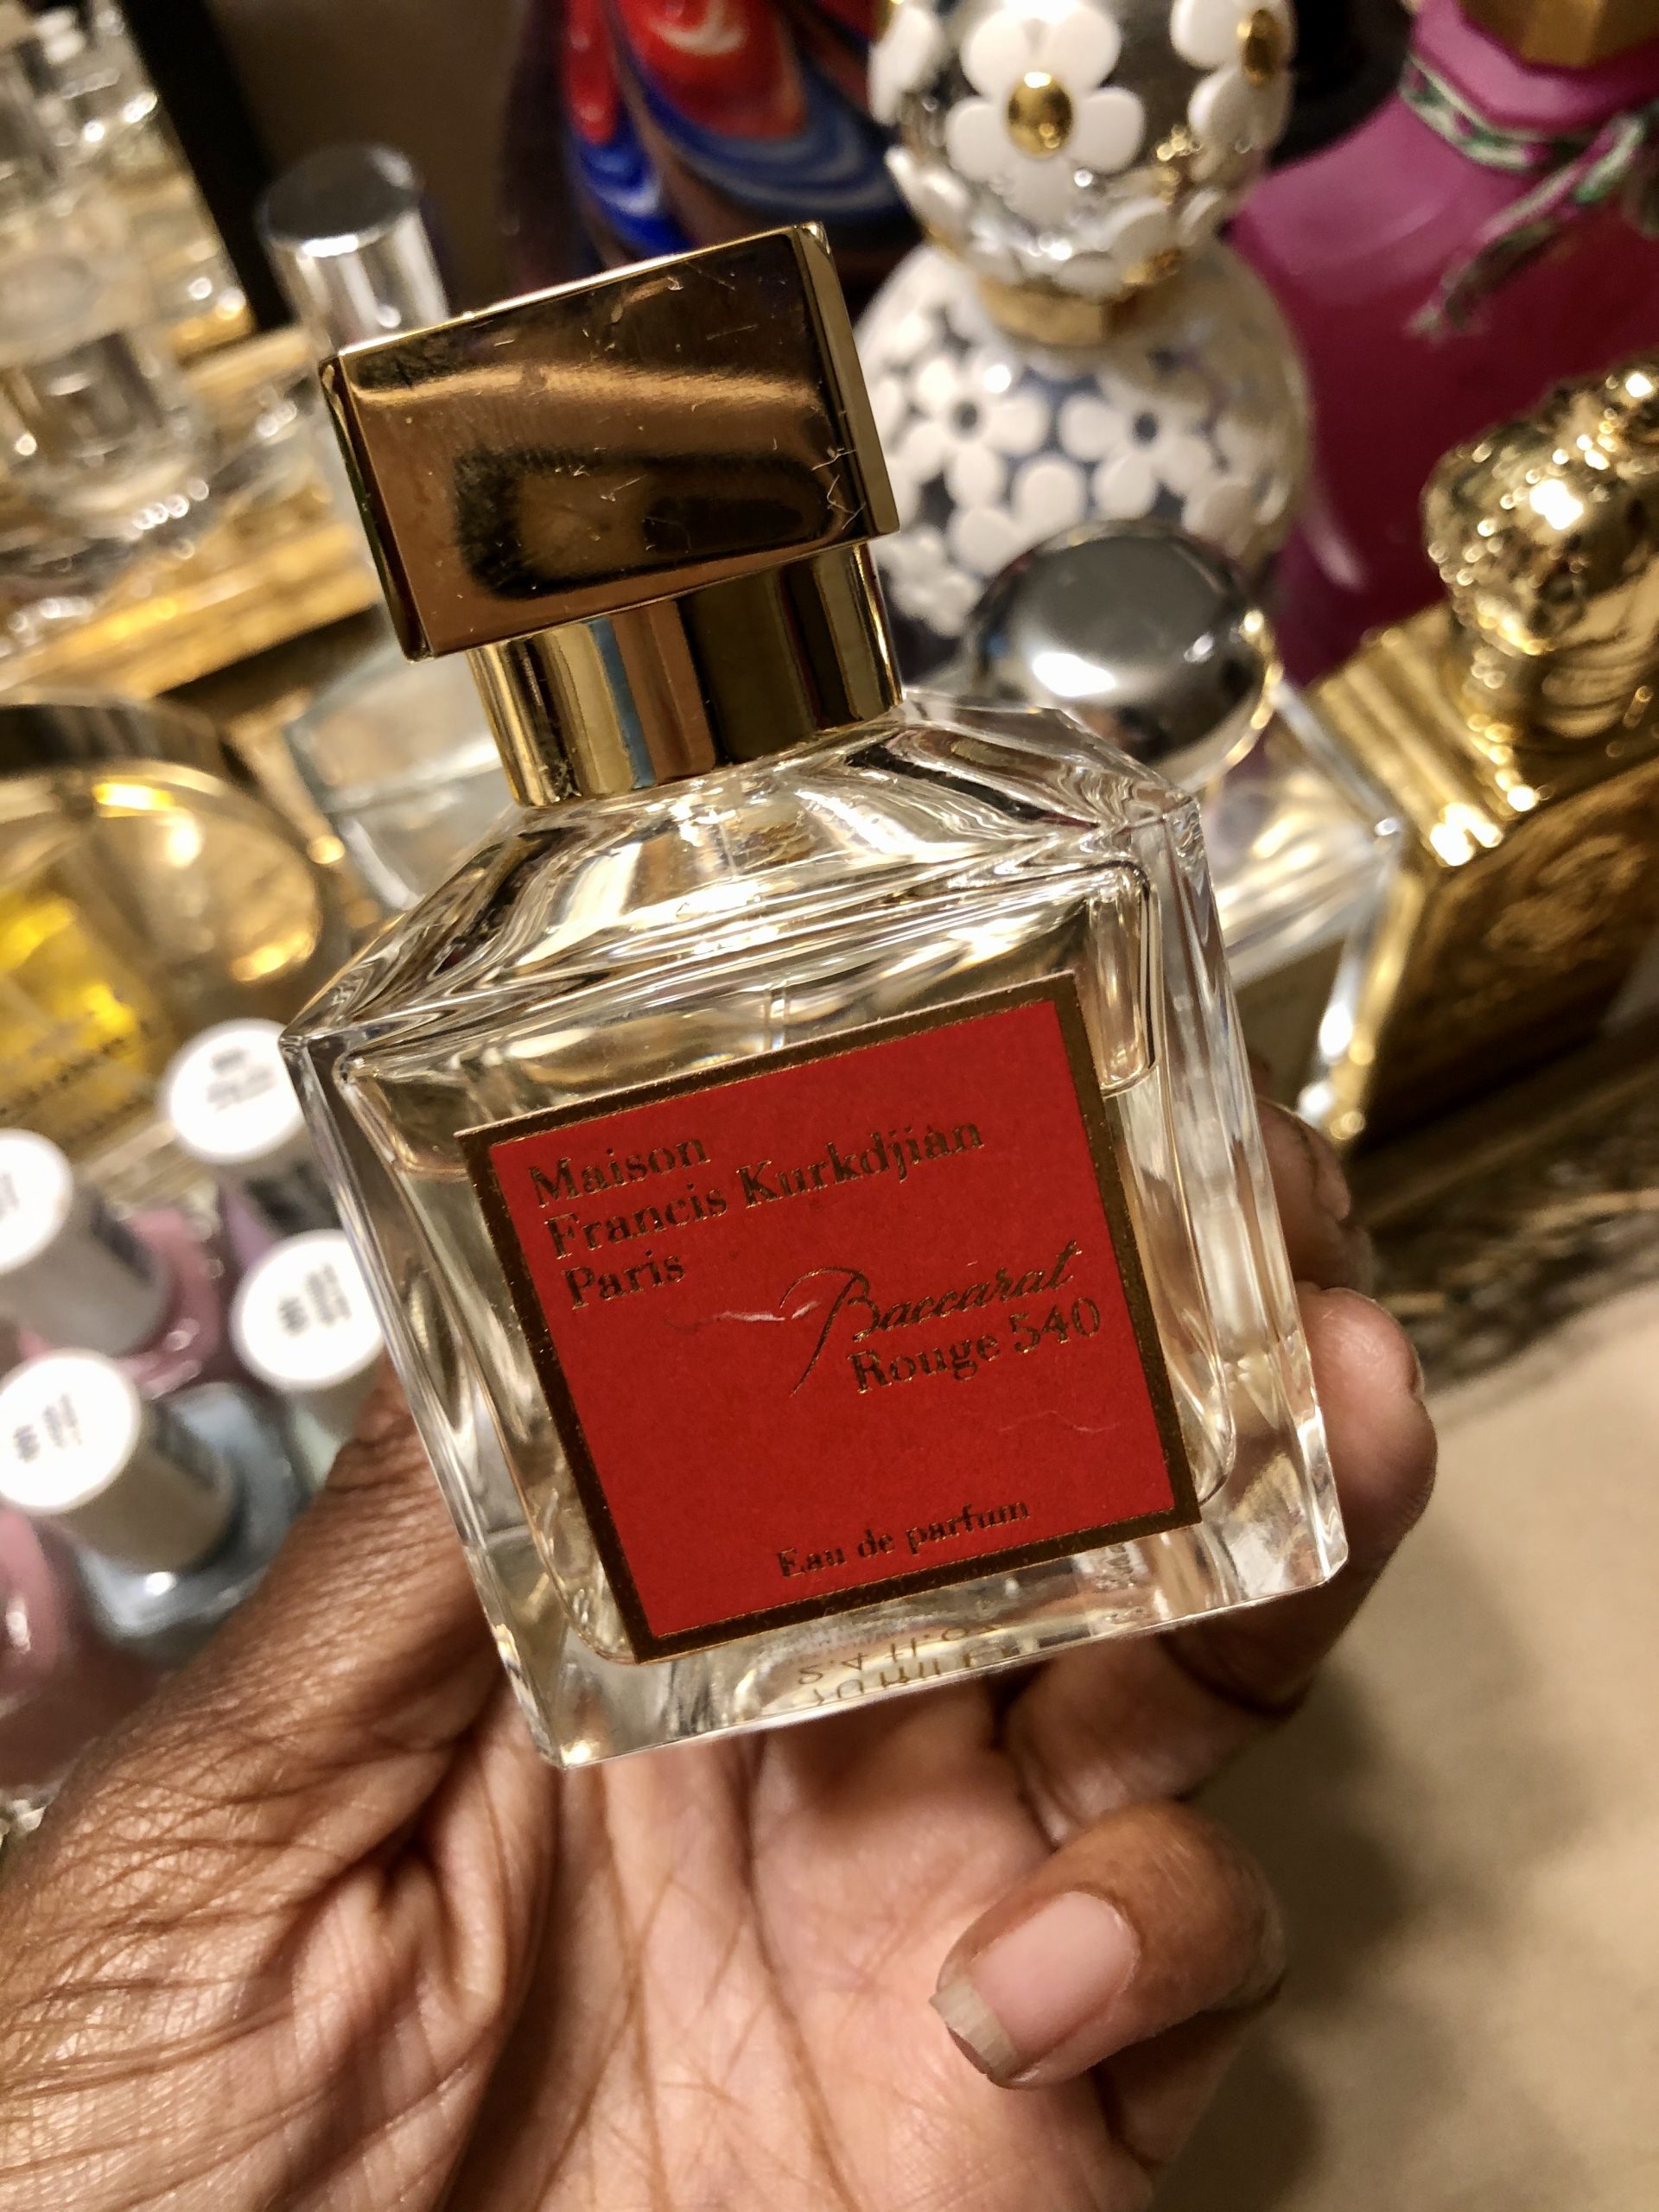 Maison
Francis Kurkdjian
Paris
Baccarat
Rouge 540
Eau de parfum